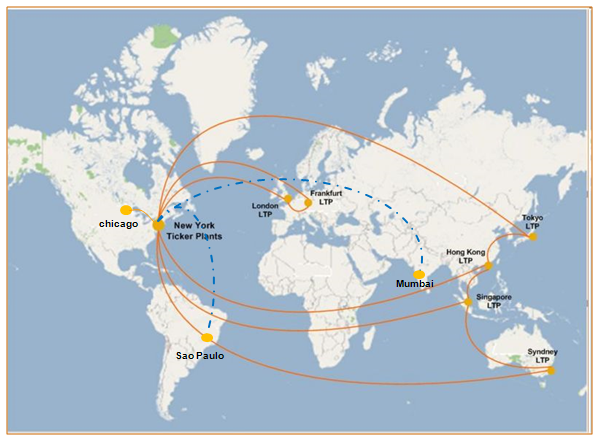 chicago
New York
Ticker Plants
London
LTP
Frankfurt
LTP
Tokyo
LTP
Hong Kong
LTP
Mumbai
Singapore
LTP
Sao Paulo
Syndney
LTP